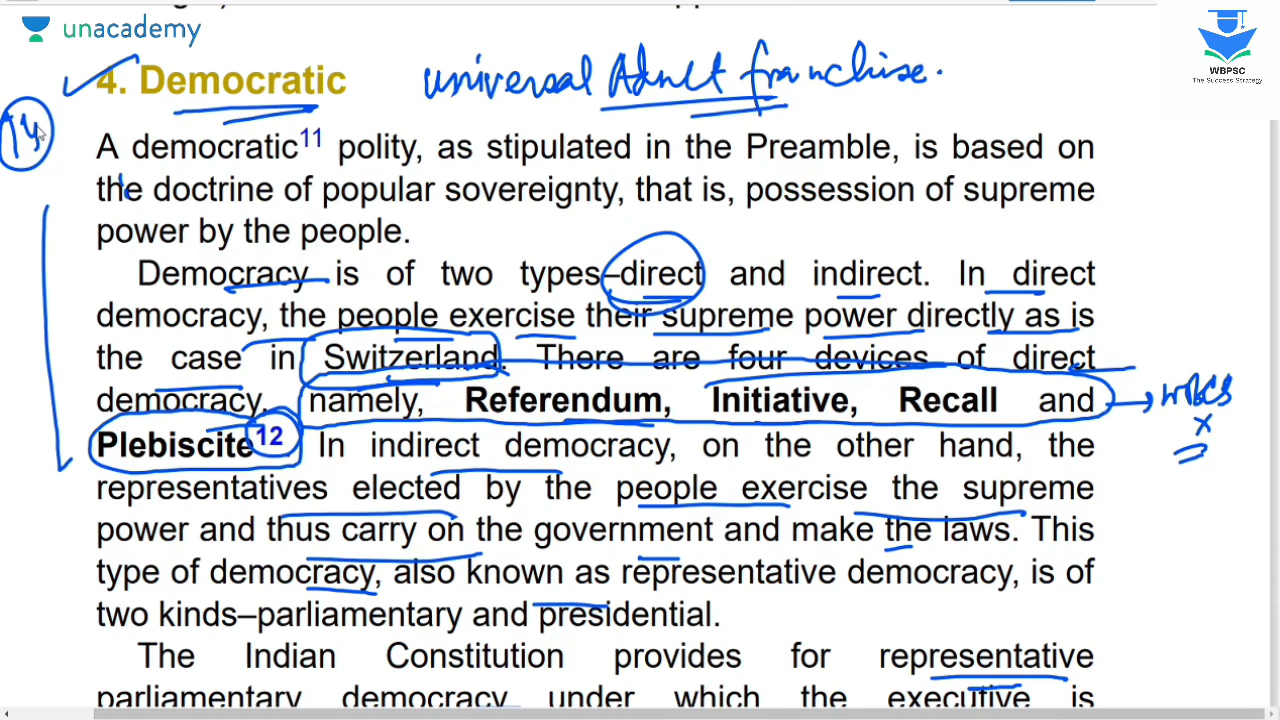 unacademy
WBPSC
The Success Strategy
4. Democratic universal Adult franchise.
14
A democratic11 polity, as stipulated in the Preamble, is based on
the doctrine of popular sovereignty, that is, possession of supreme
power by the people.
Democracy is of two types–direct and indirect. In direct
democracy, the people exercise their supreme power directly as is
the case in Switzerland. There are four devices of direct
democracy, namely, Referendum, Initiative, Recall and
WBCS
Plebiscite12 In indirect democracy, on the other hand, the
representatives elected by the people exercise the supreme
power and thus carry on the government and make the laws. This
type of democracy, also known as representative democracy, is of
two kinds–parliamentary and presidential.
The Indian Constitution provides for representative
parliamentary democracy under which the executive is